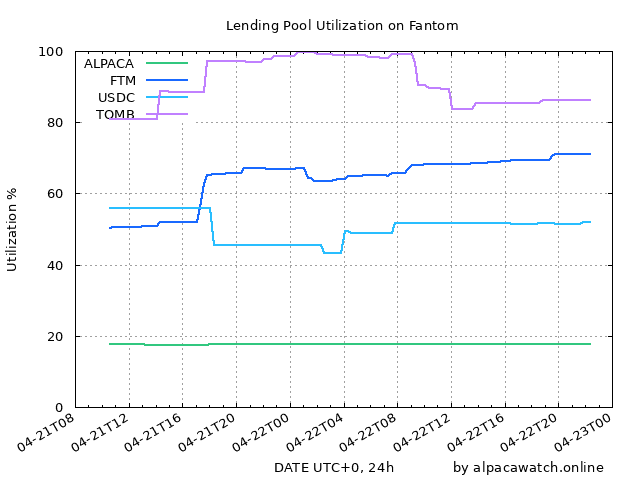 Lending Pool Utilization on Fantom
100
80
60
40
20
0
Utilization %
ALPACA
FTM
USDC
TOMB
04-21T08
04-21T12
04-21T16
04-21T20
04-22T00
04-22T04
04-22T08
04-22T12
04-22T16
04-22T20
04-23T00
DATE UTC+0, 24h
by alpacawatch.online